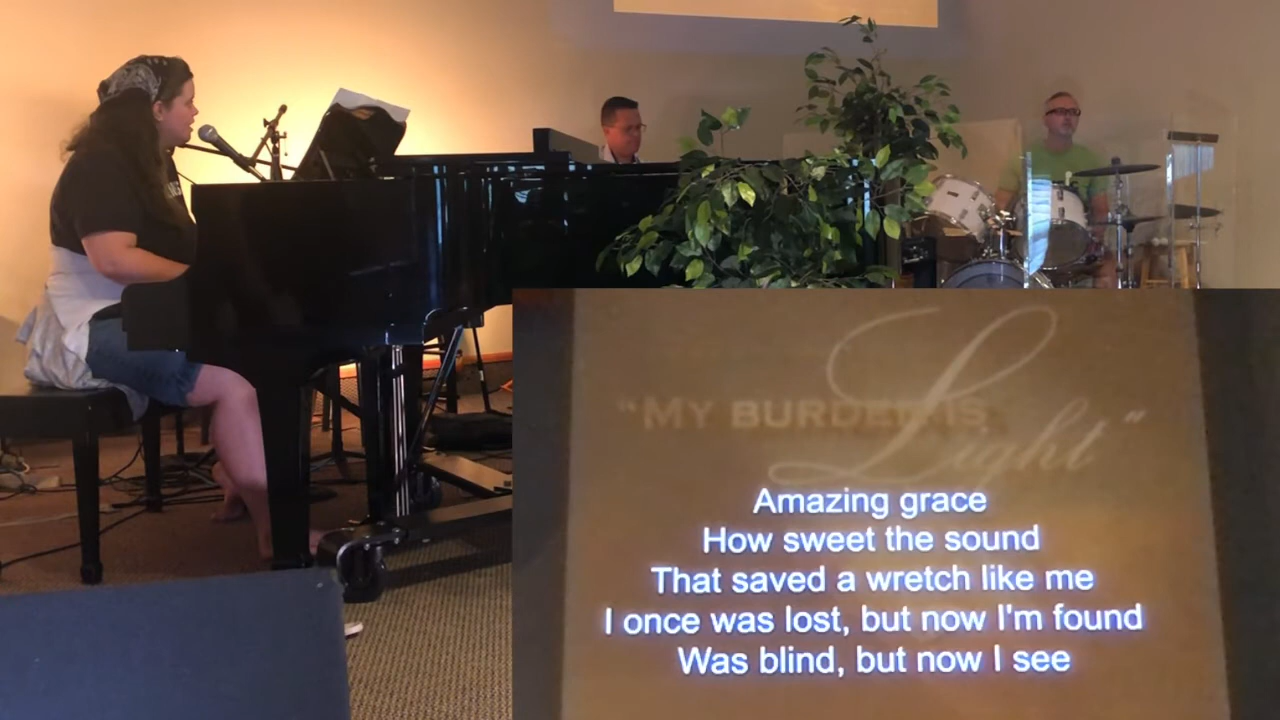 "MY BURDEN IS
Light"
Amazing grace
How sweet the sound
That saved a wretch like me
I once was lost, but now I'm found
Was blind, but now I see